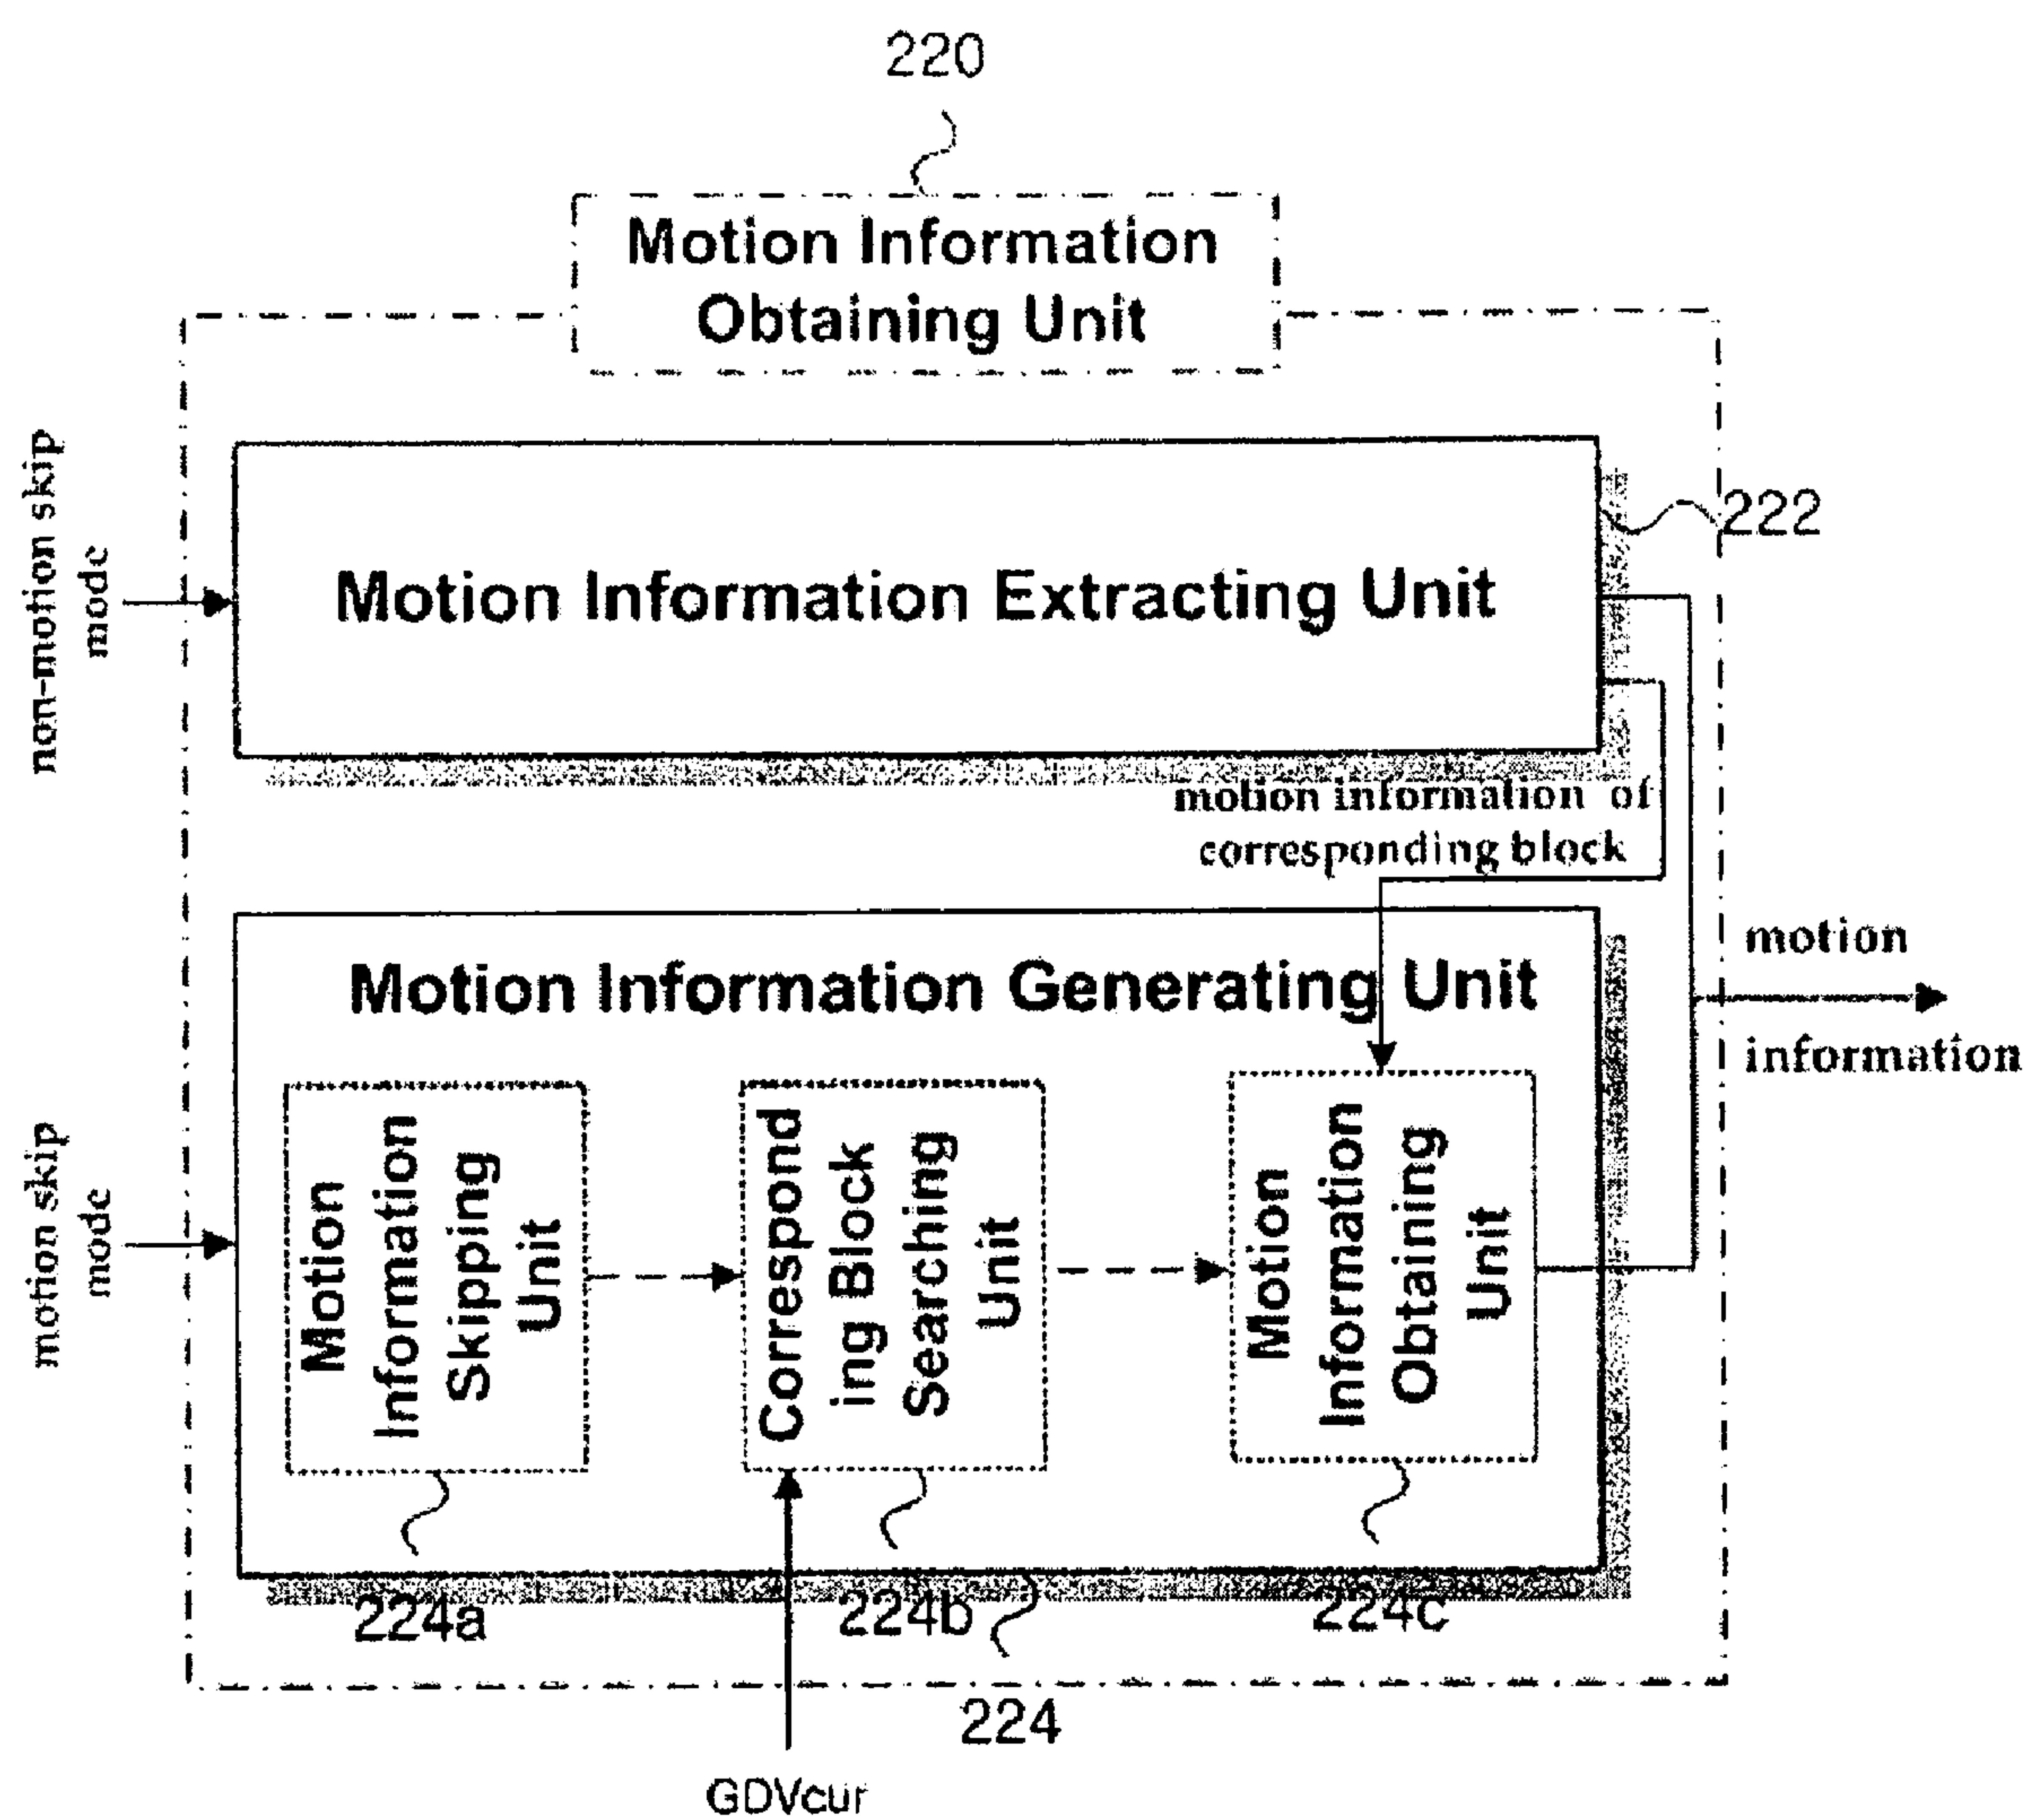 220
Motion Information
Obtaining Unit
non-motion skip
mode
222
Motion Information Extracting Unit
motion information of
corresponding block
Motion Information Generating Unit
motion
information
motion skip
mode
Motion
Information
Skipping
Unit
Correspond
ing Block
Searching
Unit
Motion
Information
Obtaining
Unit
224a
224b
224c
224
GDVcur